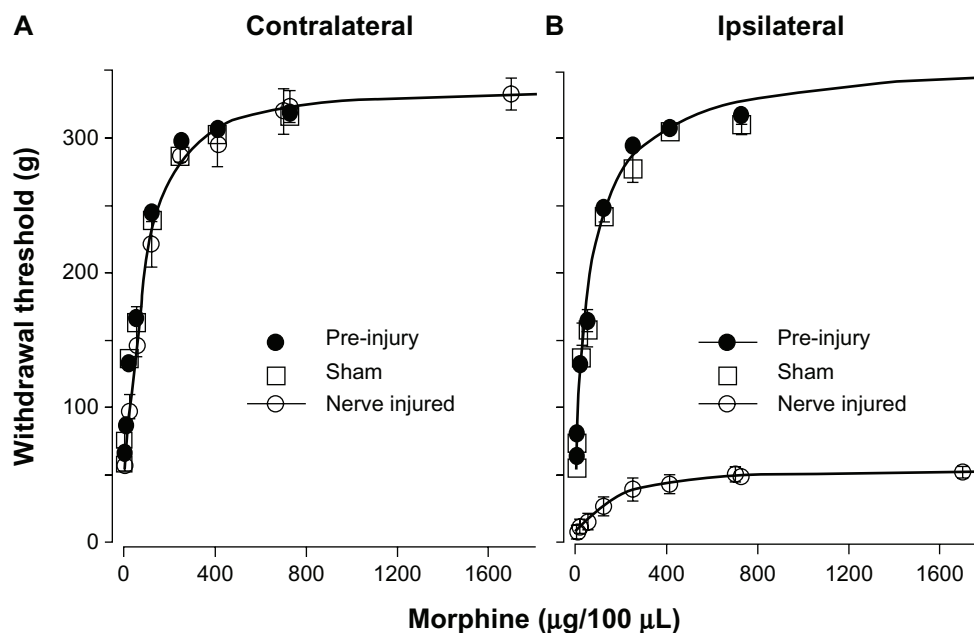 A Contralateral
B Ipsilateral
Withdrawal threshold (g)
300
200
100
0
Pre-injury
Sham
Nerve injured
Pre-injury
Sham
Nerve injured
0 400 800 1200 1600
0 400 800 1200 1600
Morphine (μg/100 μL)